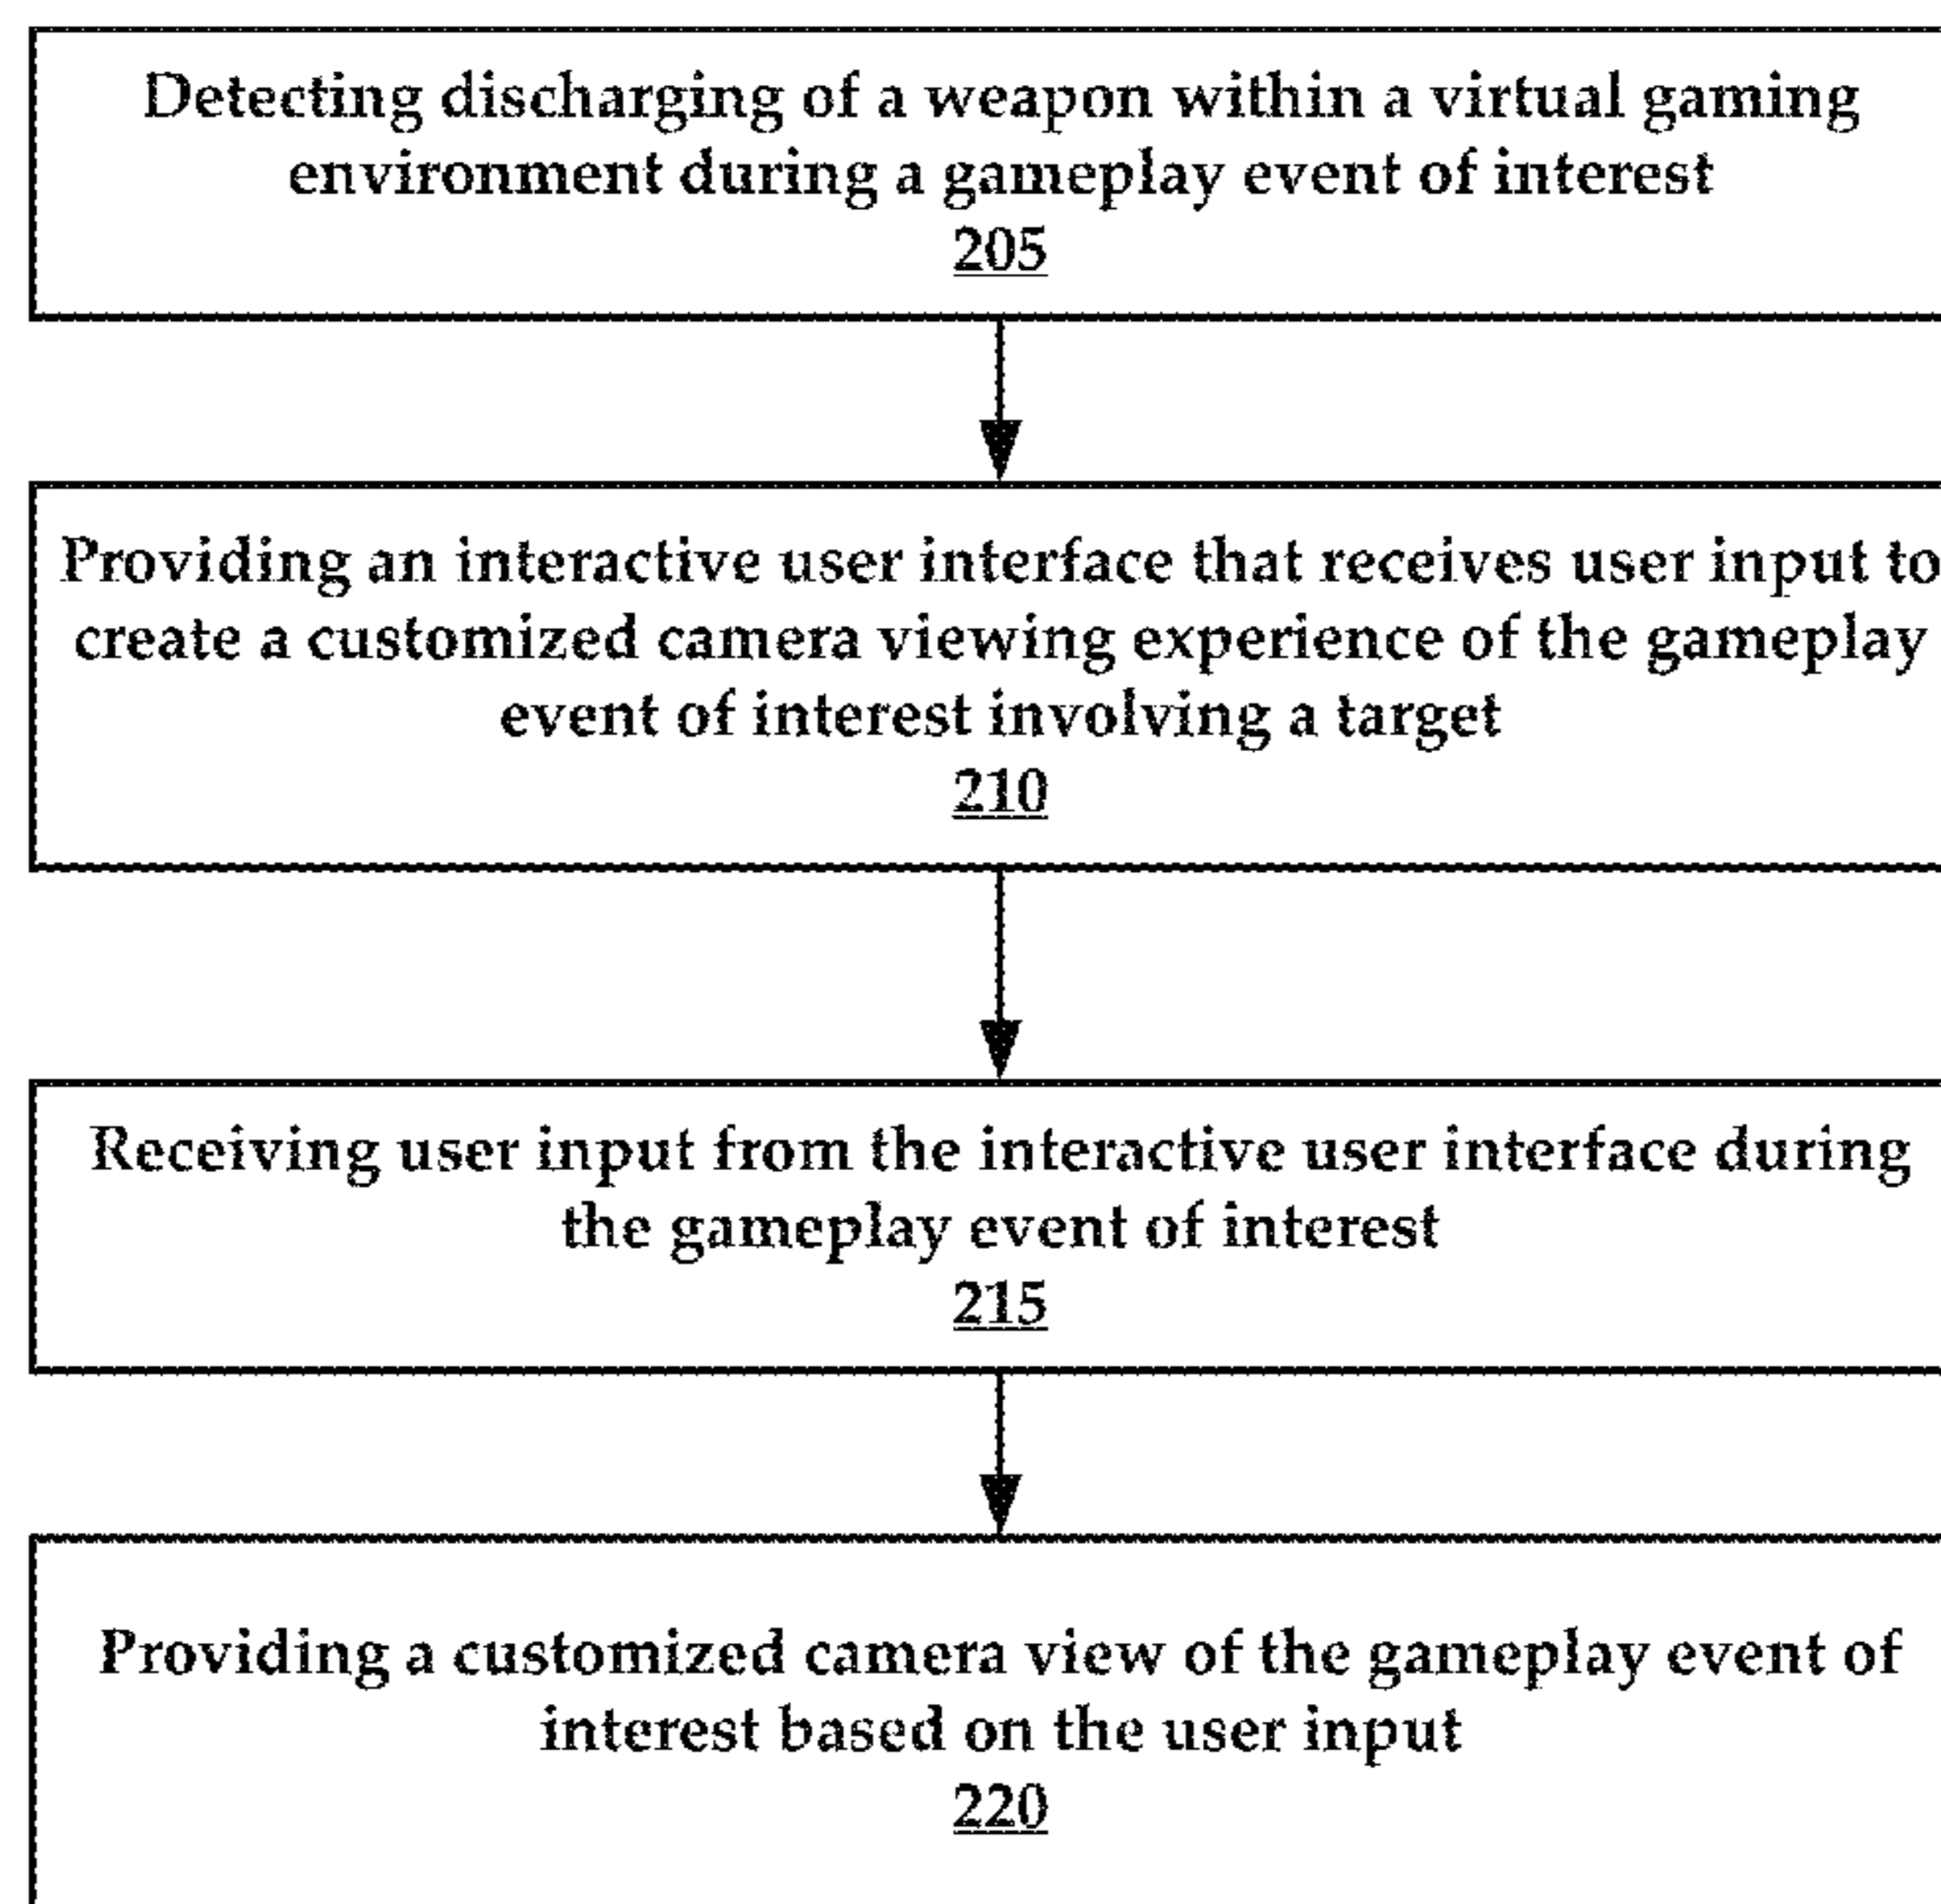 Detecting discharging of a weapon within a virtual gaming
environment during a gameplay event of interest
205
Providing an interactive user interface that receives user input to
create a customized camera viewing experience of the gameplay
event of interest involving a target
210
Receiving user input from the interactive user interface during
the gameplay event of interest
215
Providing a customized camera view of the gameplay event of
interest based on the user input
220